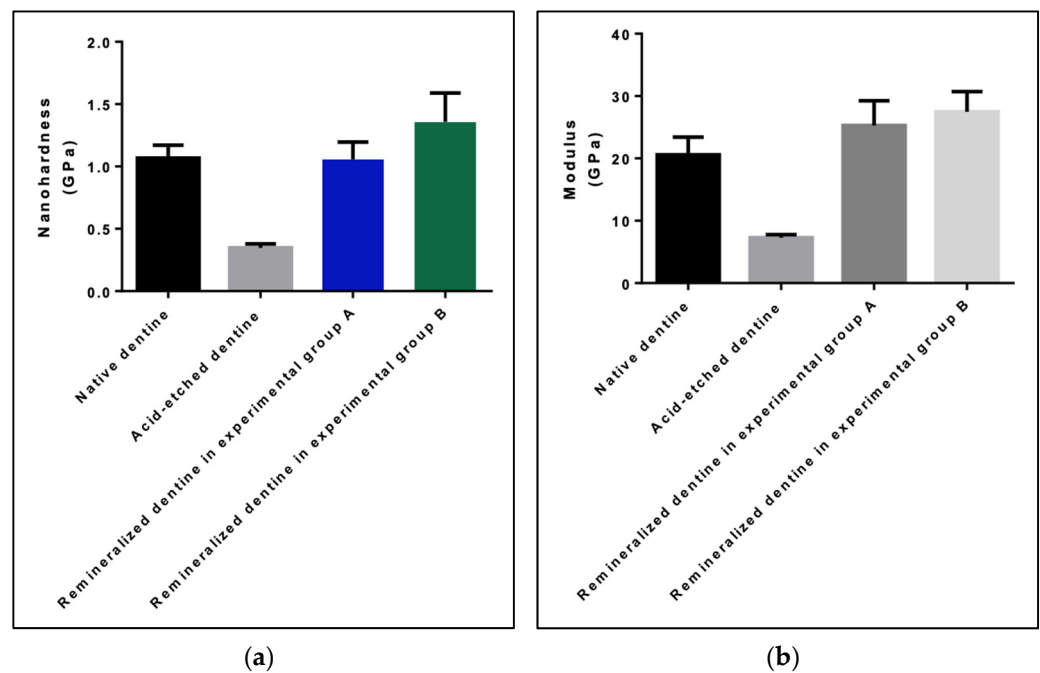 2.0
1.5
1.0
0.5
0.0
Nanohardness
(GPa)
Native dentine
Acid-etched dentine
Remineralized dentine in experimental group A
Remineralized dentine in experimental group B
(a)
40
30
20
10
0
Modulus
(GPa)
Native dentine
Acid-etched dentine
Remineralized dentine in experimental group A
Remineralized dentine in experimental group B
(b)